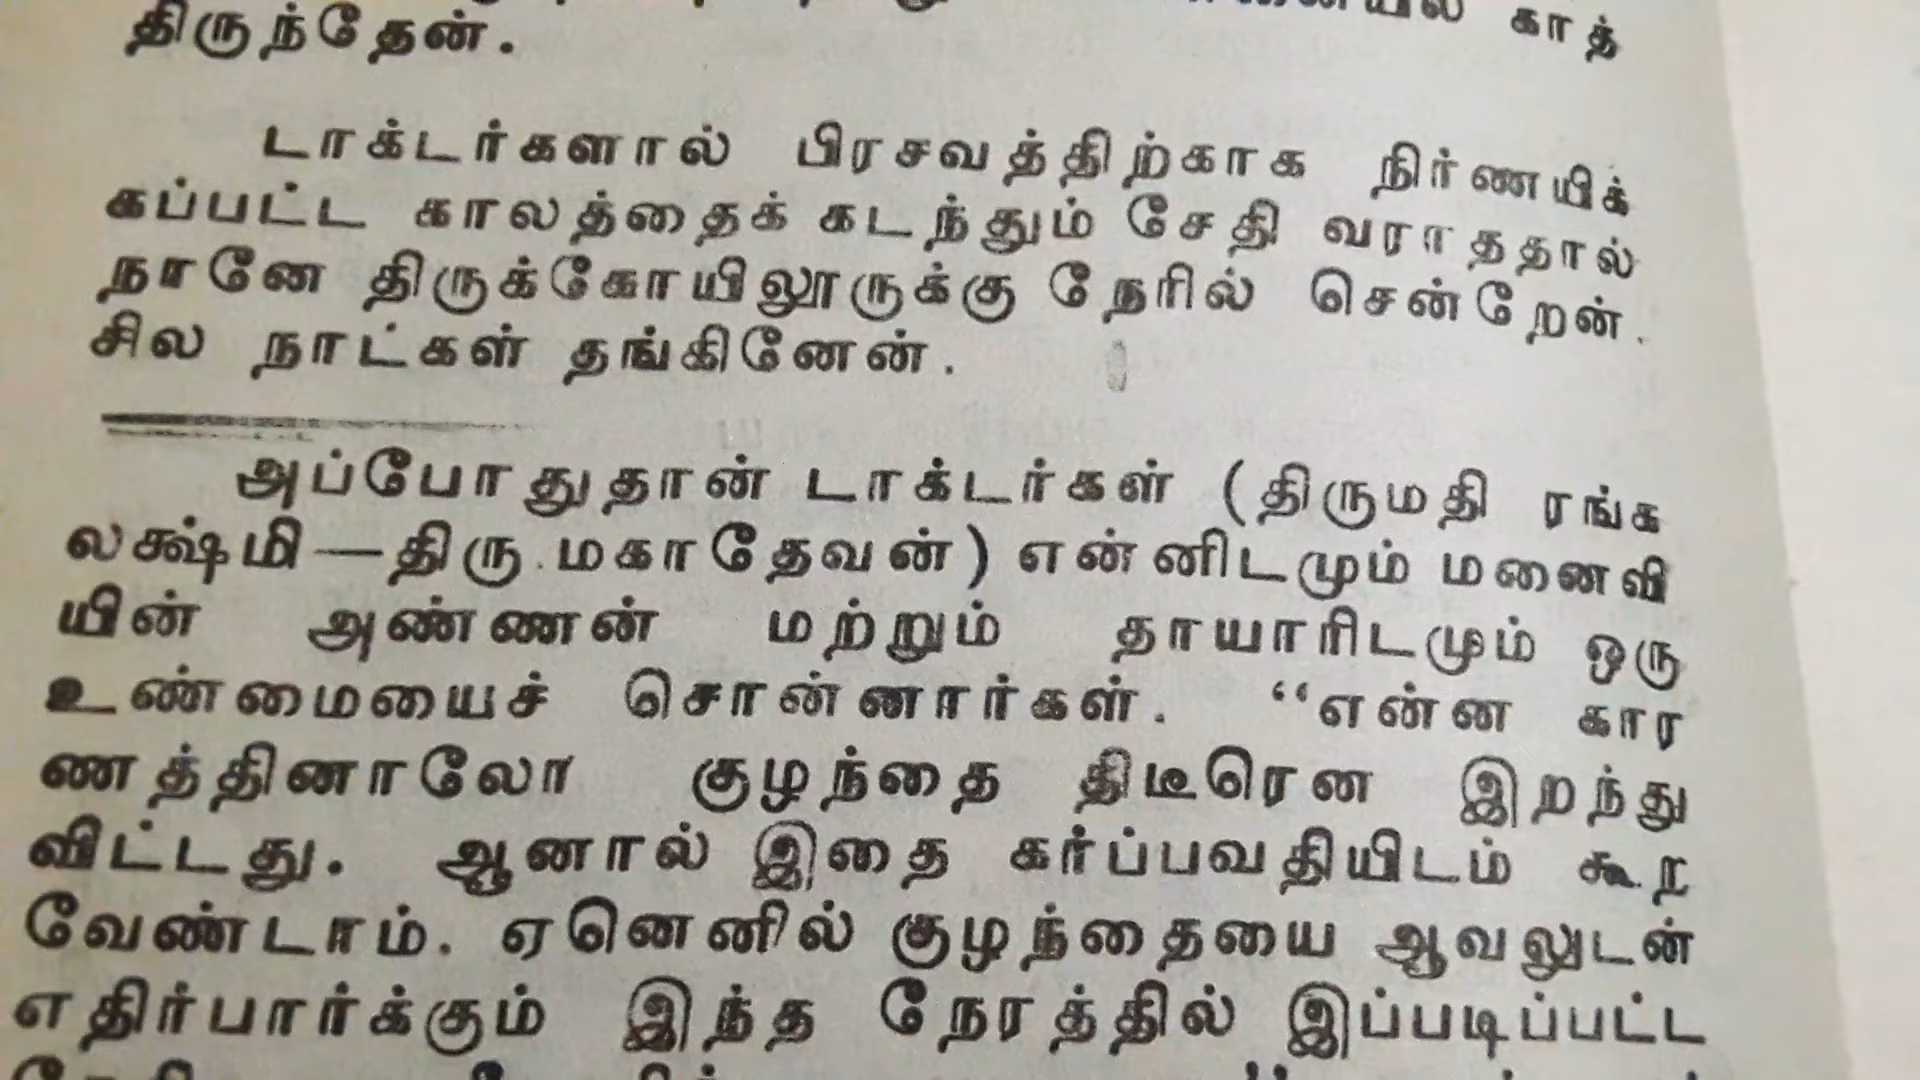 காத்
திருந்தேன்.
டாக்டர்களால் பிரசவத்திற்காக நிர்ணயிக்
கப்பட்ட காலத்தைக் கடந்தும் சேதி வராததால்
நானே திருக்கோயிலூருக்கு நேரில் சென்றேன்.
சில நாட்கள் தங்கினேன்.
அப்போதுதான் டாக்டர்கள் (திருமதி ரங்க
லக்ஷ்மி—திரு.மகாதேவன்) என்னிடமும் மனைவி
யின் அண்ணன் மற்றும் தாயாரிடமும் ஒரு
உண்மையைச் சொன்னார்கள். “என்ன கார
ணத்தினாலோ குழந்தை திடீரென இறந்து
விட்டது. ஆனால் இதை கர்ப்பவதியிடம் கூற
வேண்டாம். ஏனெனில் குழந்தையை ஆவலுடன்
எதிர்பார்க்கும் இந்த நேரத்தில் இப்படிப்பட்ட